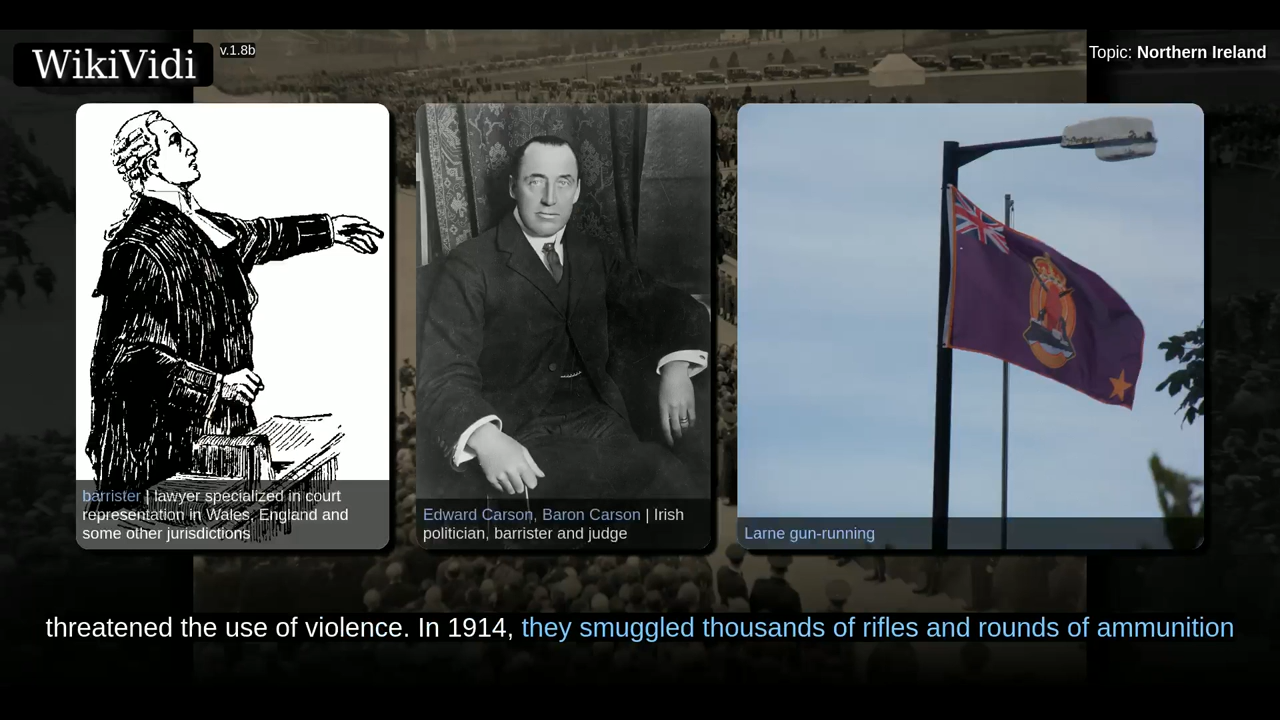 WikiVidi
v.1.8b
Topic: Northern Ireland
barrister | lawyer specialized in court
representation in Wales, England and
some other jurisdictions
Edward Carson, Baron Carson | Irish
politician, barrister and judge
Larne gun-running
threatened the use of violence. In 1914, they smuggled thousands of rifles and rounds of ammunition